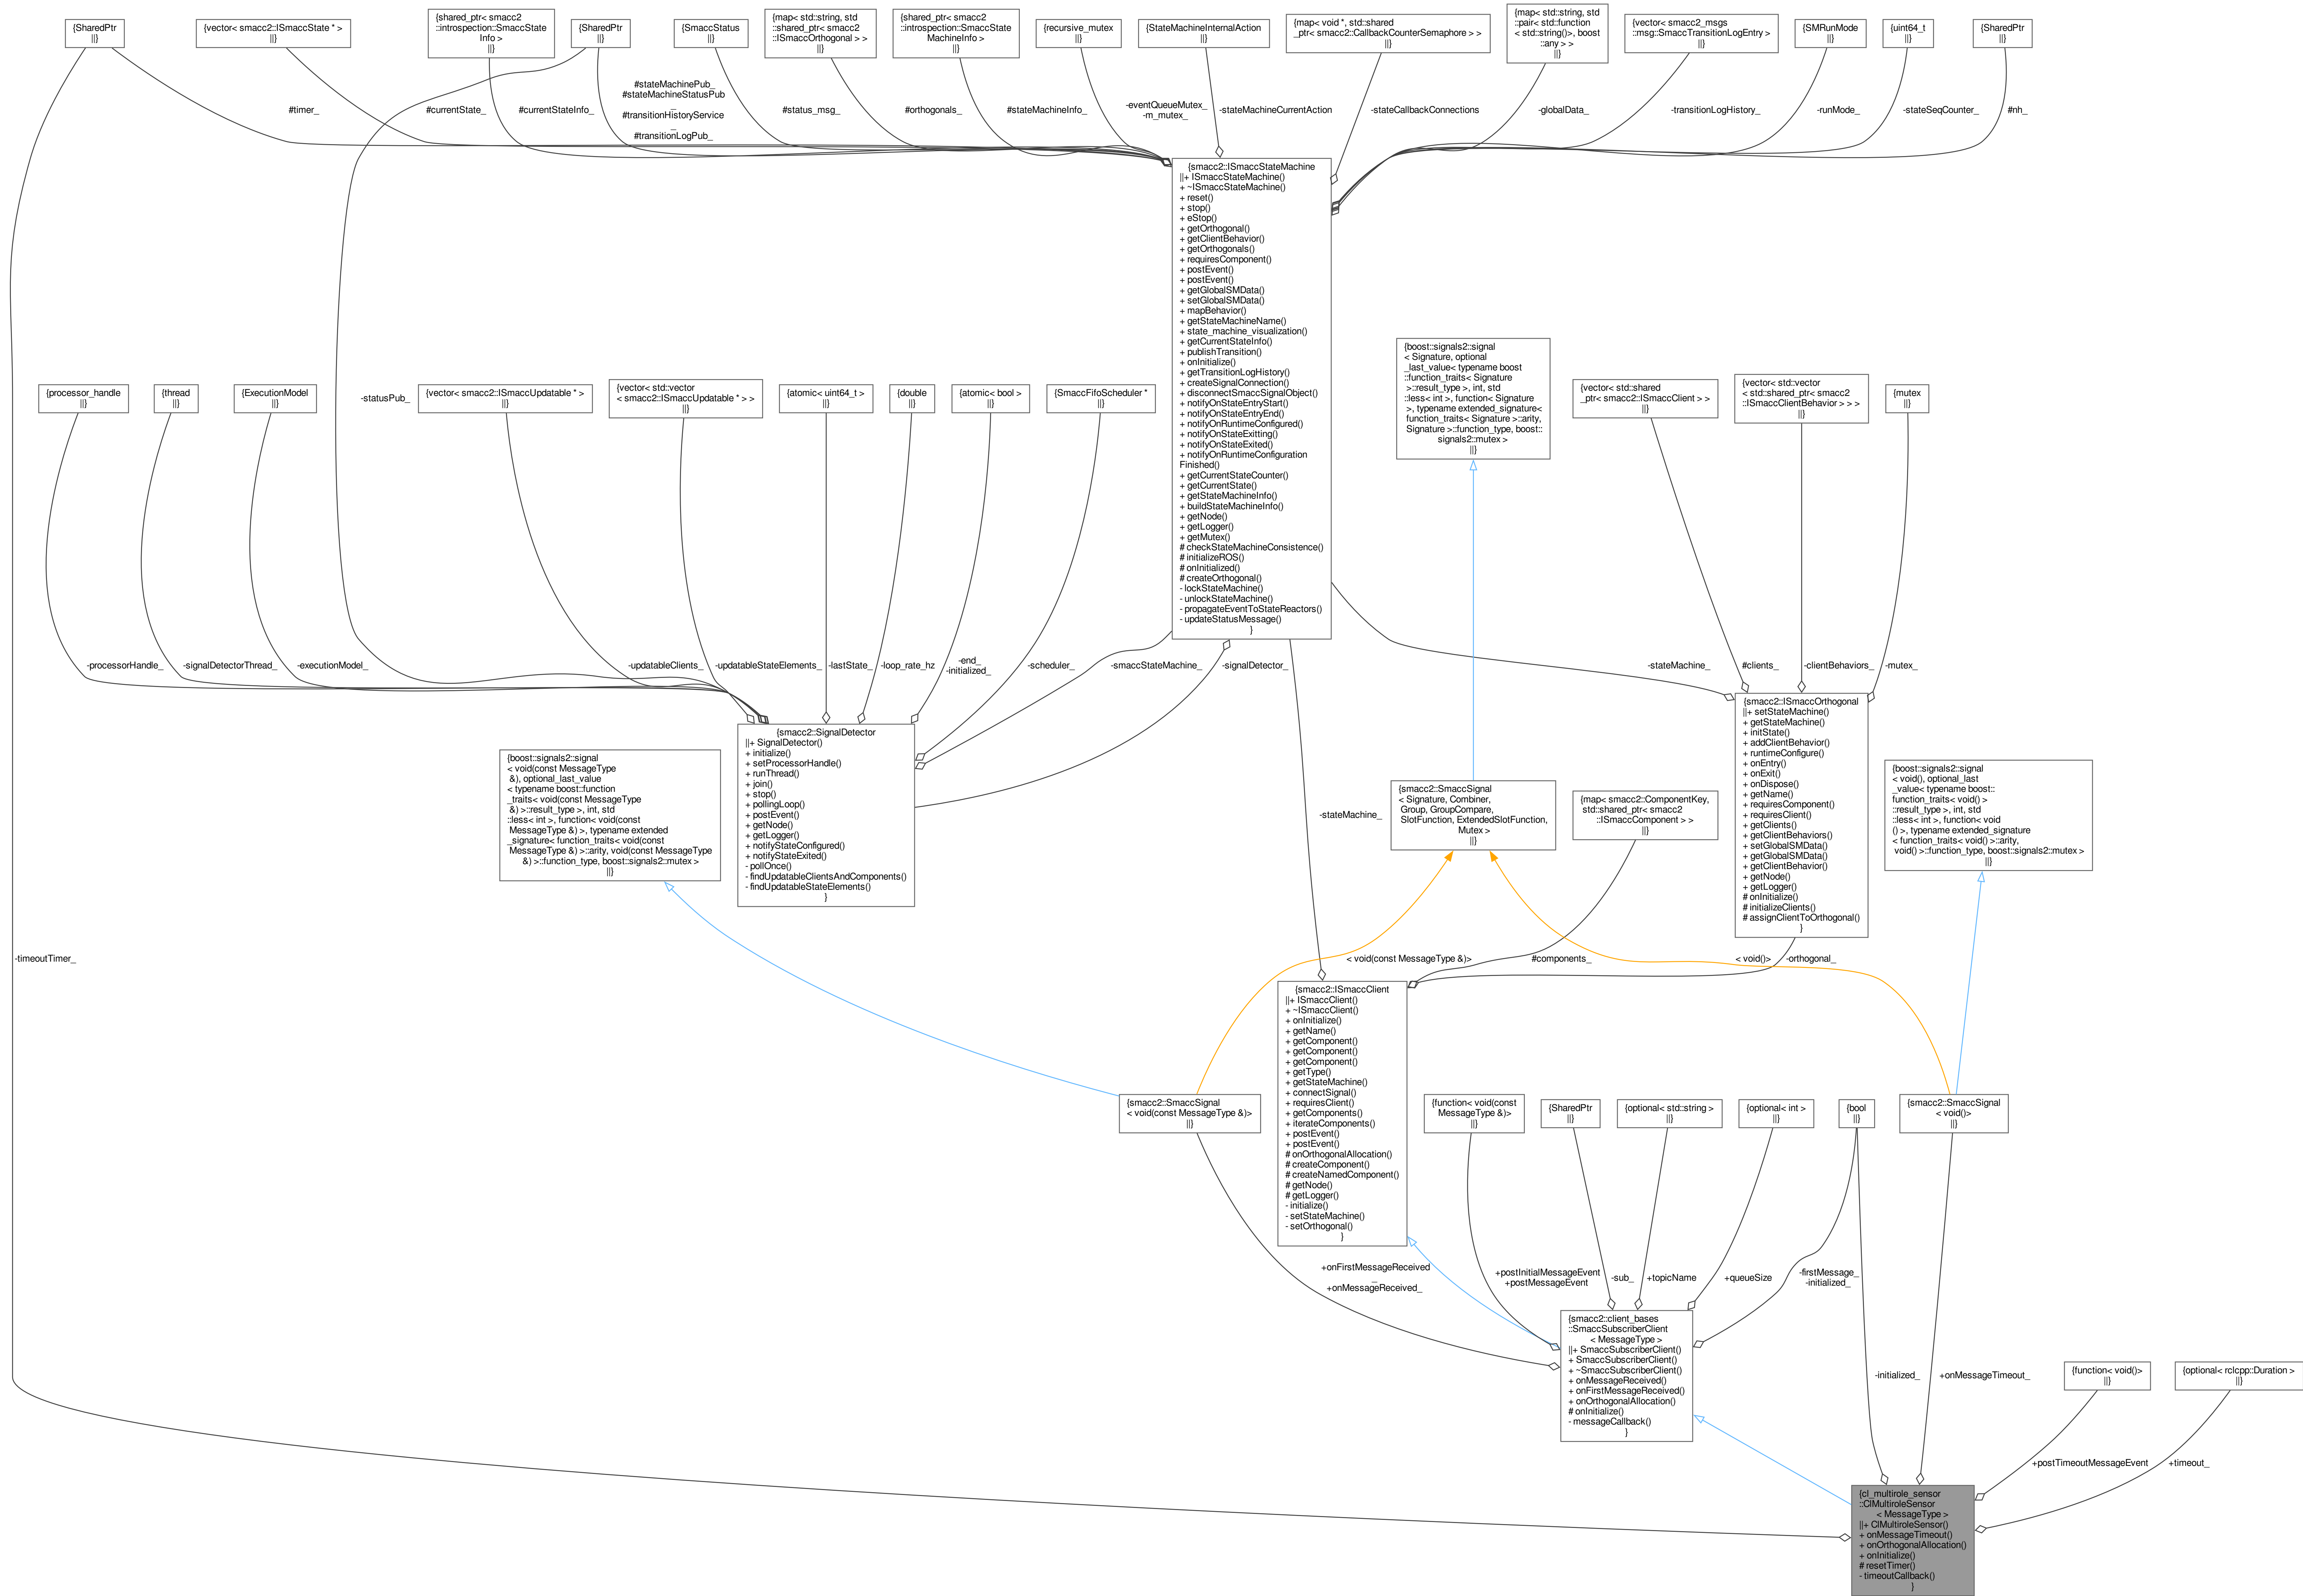 {SharedPtr
||}
{vector< smacc2::ISmaccState * >
||}
{shared_ptr< smacc2
::introspection::SmaccState
Info >
||}
{SharedPtr
||}
{SmaccStatus
||}
{map< std::string, std
::shared_ptr< smacc2
::ISmaccOrthogonal > >
||}
{shared_ptr< smacc2
::introspection::SmaccState
MachineInfo >
||}
{recursive_mutex
||}
{StateMachineInternalAction
||}
{map< void *, std::shared
_ptr< smacc2::CallbackCounterSemaphore > >
||}
{map< std::string, std
::pair< std::function
< std::string()>, boost
::any > >
||}
{vector< smacc2_msgs
::msg::SmaccTransitionLogEntry >
||}
{SMRunMode
||}
{uint64_t
||}
{SharedPtr
||}
#timer_
#currentState_
#currentStateInfo_
#stateMachinePub_
#stateMachineStatusPub
_
#transitionHistoryService
_
#transitionLogPub_
#status_msg_
#orthogonals_
#stateMachineInfo_
-eventQueueMutex_
-m_mutex_
-stateMachineCurrentAction
-stateCallbackConnections
-globalData_
-transitionLogHistory_
-runMode_
-stateSeqCounter_
#nh_
{smacc2::ISmaccStateMachine
||+ ISmaccStateMachine()
+ ~ISmaccStateMachine()
+ reset()
+ stop()
+ eStop()
+ getOrthogonal()
+ getClientBehavior()
+ getOrthogonals()
+ requiresComponent()
+ postEvent()
+ postEvent()
+ getGlobalSMData()
+ setGlobalSMData()
+ mapBehavior()
+ getStateMachineName()
+ state_machine_visualization()
+ getCurrentStateInfo()
+ publishTransition()
+ onInitialize()
+ getTransitionLogHistory()
+ createSignalConnection()
+ disconnectSmaccSignalObject()
+ notifyOnStateEntryStart()
+ notifyOnStateEntryEnd()
+ notifyOnRuntimeConfigured()
+ notifyOnStateExitting()
+ notifyOnStateExited()
+ notifyOnRuntimeConfiguration
Finished()
+ getCurrentStateCounter()
+ getCurrentState()
+ getStateMachineInfo()
+ buildStateMachineInfo()
+ getNode()
+ getLogger()
+ getMutex()
# checkStateMachineConsistence()
# initializeROS()
# onInitialized()
# createOrthogonal()
- lockStateMachine()
- unlockStateMachine()
- propagateEventToStateReactors()
- updateStatusMessage()
}
{boost::signals2::signal
< Signature, optional
_last_value< typename boost
::function_traits< Signature
>::result_type >, int, std
::less< int >, function< Signature
>, typename extended_signature<
function_traits< Signature >::arity,
Signature >::function_type, boost::
signals2::mutex >
||}
{processor_handle
||}
{thread
||}
{ExecutionModel
||}
-statusPub_
{vector< smacc2::ISmaccUpdatable * >
||}
{vector< std::vector
< smacc2::ISmaccUpdatable * > >
||}
{atomic< uint64_t >
||}
{double
||}
{atomic< bool >
||}
{SmaccFifoScheduler *
||}
{vector< std::shared
_ptr< smacc2::ISmaccClient > >
||}
{vector< std::vector
< std::shared_ptr< smacc2
::ISmaccClientBehavior > > >
||}
{mutex
||}
-processorHandle_
-signalDetectorThread_
-executionModel_
-updatableClients_
-updatableStateElements_
-lastState_
-loop_rate_hz
-end_
-initialized_
-scheduler_
-smaccStateMachine_
-signalDetector_
-stateMachine_
#clients_
-clientBehaviors_
-mutex_
{smacc2::SignalDetector
||+ SignalDetector()
+ initialize()
+ setProcessorHandle()
+ runThread()
+ join()
+ stop()
+ pollingLoop()
+ postEvent()
+ getNode()
+ getLogger()
+ notifyStateConfigured()
+ notifyStateExited()
- pollOnce()
- findUpdatableClientsAndComponents()
- findUpdatableStateElements()
}
{smacc2::ISmaccOrthogonal
||+ setStateMachine()
+ getStateMachine()
+ initState()
+ addClientBehavior()
+ runtimeConfigure()
+ onEntry()
+ onExit()
+ onDispose()
+ getName()
+ requiresComponent()
+ requiresClient()
+ getClients()
+ getClientBehaviors()
+ setGlobalSMData()
+ getGlobalSMData()
+ getClientBehavior()
+ getNode()
+ getLogger()
# onInitialize()
# initializeClients()
# assignClientToOrthogonal()
}
{boost::signals2::signal
< void(const MessageType
&), optional_last_value
< typename boost::function
_traits< void(const MessageType
&) >::result_type >, int, std
::less< int >, function< void(const
MessageType &) >, typename extended
_signature< function_traits< void(const
MessageType &) >::arity, void(const MessageType
&) >::function_type, boost::signals2::mutex >
||}
{smacc2::SmaccSignal
< Signature, Combiner,
Group, GroupCompare,
SlotFunction, ExtendedSlotFunction,
Mutex >
||}
{map< smacc2::ComponentKey,
std::shared_ptr< smacc2
::ISmaccComponent > >
||}
{boost::signals2::signal
< void(), optional_last
_value< typename boost::
function_traits< void() >
::result_type >, int, std
::less< int >, function< void
() >, typename extended_signature
< function_traits< void() >::arity,
void() >::function_type, boost::signals2::mutex >
||}
-stateMachine_
-timeoutTimer_
< void(const MessageType &)>
#components_
< void()>
-orthogonal_
{smacc2::ISmaccClient
||+ ISmaccClient()
+ ~ISmaccClient()
+ onInitialize()
+ getName()
+ getComponent()
+ getComponent()
+ getComponent()
+ getType()
+ getStateMachine()
+ connectSignal()
+ requiresClient()
+ getComponents()
+ iterateComponents()
+ postEvent()
+ postEvent()
# onOrthogonalAllocation()
# createComponent()
# createNamedComponent()
# getNode()
# getLogger()
- initialize()
- setStateMachine()
- setOrthogonal()
}
{smacc2::SmaccSignal
< void(const MessageType &)>
||}
{function< void(const
MessageType &)>
||}
{SharedPtr
||}
{optional< std::string >
||}
{optional< int >
||}
{bool
||}
{smacc2::SmaccSignal
< void()>
||}
+onFirstMessageReceived
_
+onMessageReceived_
+postInitialMessageEvent
+postMessageEvent
-sub_
+topicName
+queueSize
-firstMessage_
-initialized_
{smacc2::client_bases
::SmaccSubscriberClient
< MessageType >
||+ SmaccSubscriberClient()
+ SmaccSubscriberClient()
+ ~SmaccSubscriberClient()
+ onMessageReceived()
+ onFirstMessageReceived()
+ onOrthogonalAllocation()
# onInitialize()
- messageCallback()
}
-initialized_
+onMessageTimeout_
{function< void()>
||}
{optional< rclcpp::Duration >
||}
+postTimeoutMessageEvent
+timeout_
{cl_multirole_sensor
::ClMultiroleSensor
< MessageType >
||+ ClMultiroleSensor()
+ onMessageTimeout()
+ onOrthogonalAllocation()
+ onInitialize()
# resetTimer()
- timeoutCallback()
}